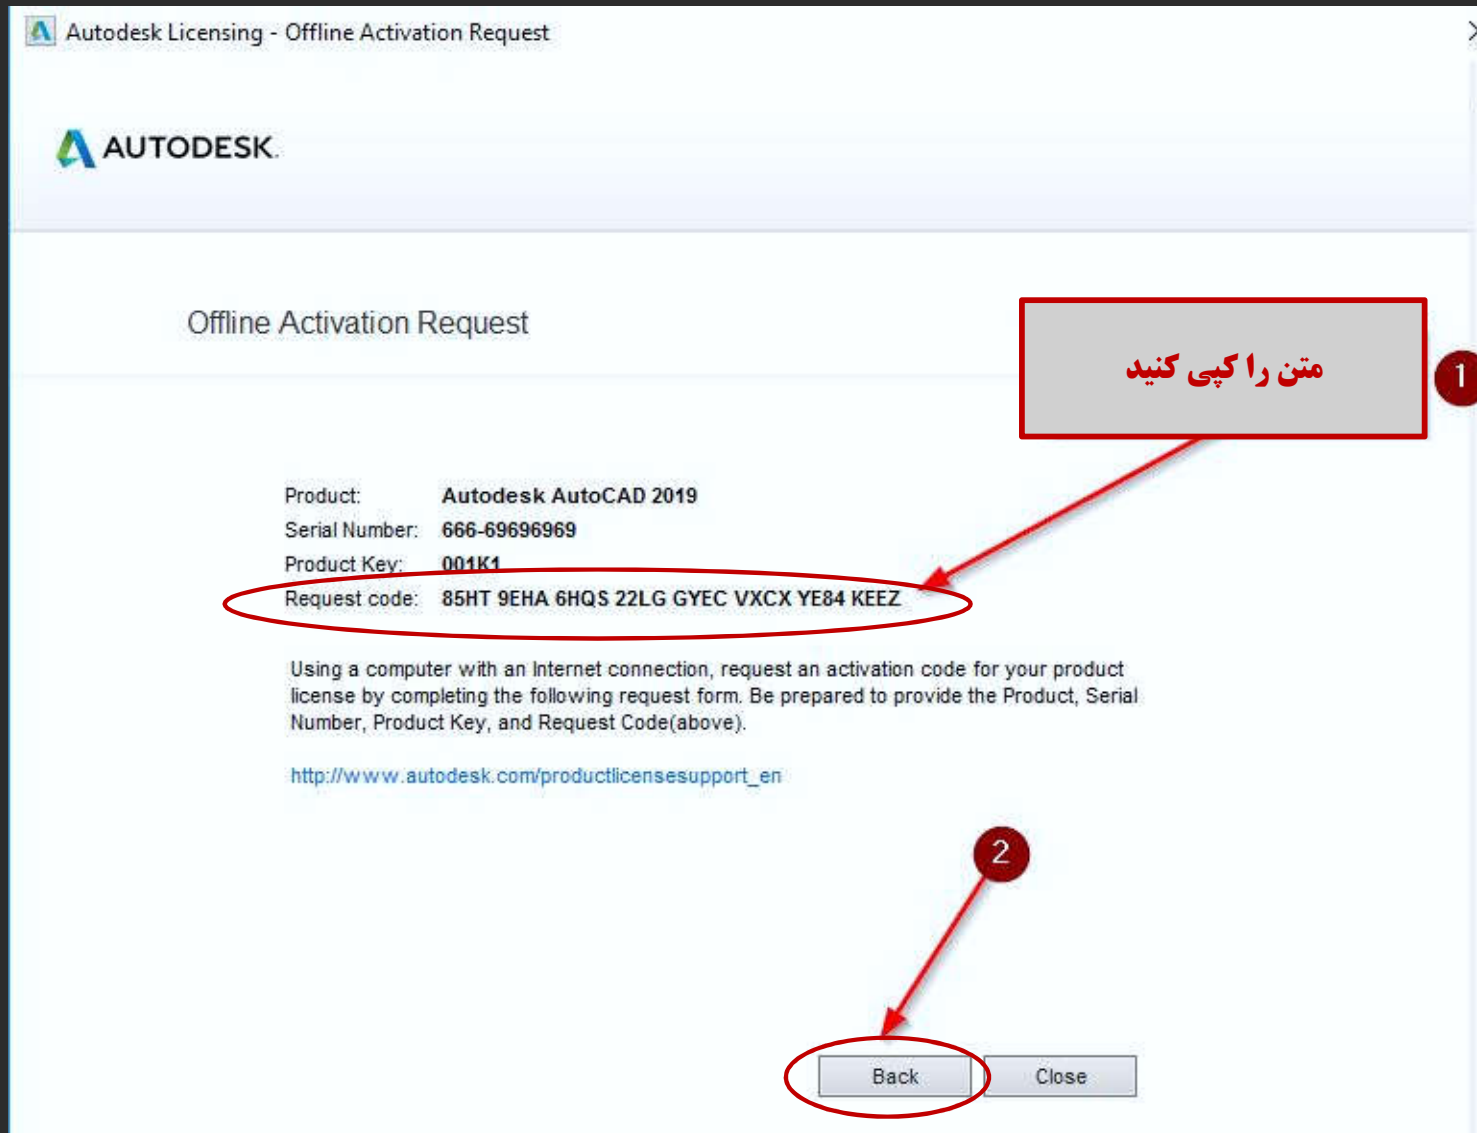 Autodesk Licensing - Offline Activation Request
AUTODESK.
Offline Activation Request
متن را کپی کنید
1
Product: Autodesk AutoCAD 2019
Serial Number: 666-69696969
Product Key: 001K1
Request code: 85HT 9EHA 6HQS 22LG GYEC VXCX YE84 KEEZ
Using a computer with an Internet connection, request an activation code for your product
license by completing the following request form. Be prepared to provide the Product, Serial
Number, Product Key, and Request Code(above).
http://www.autodesk.com/productlicensesupport_en
2
Back Close